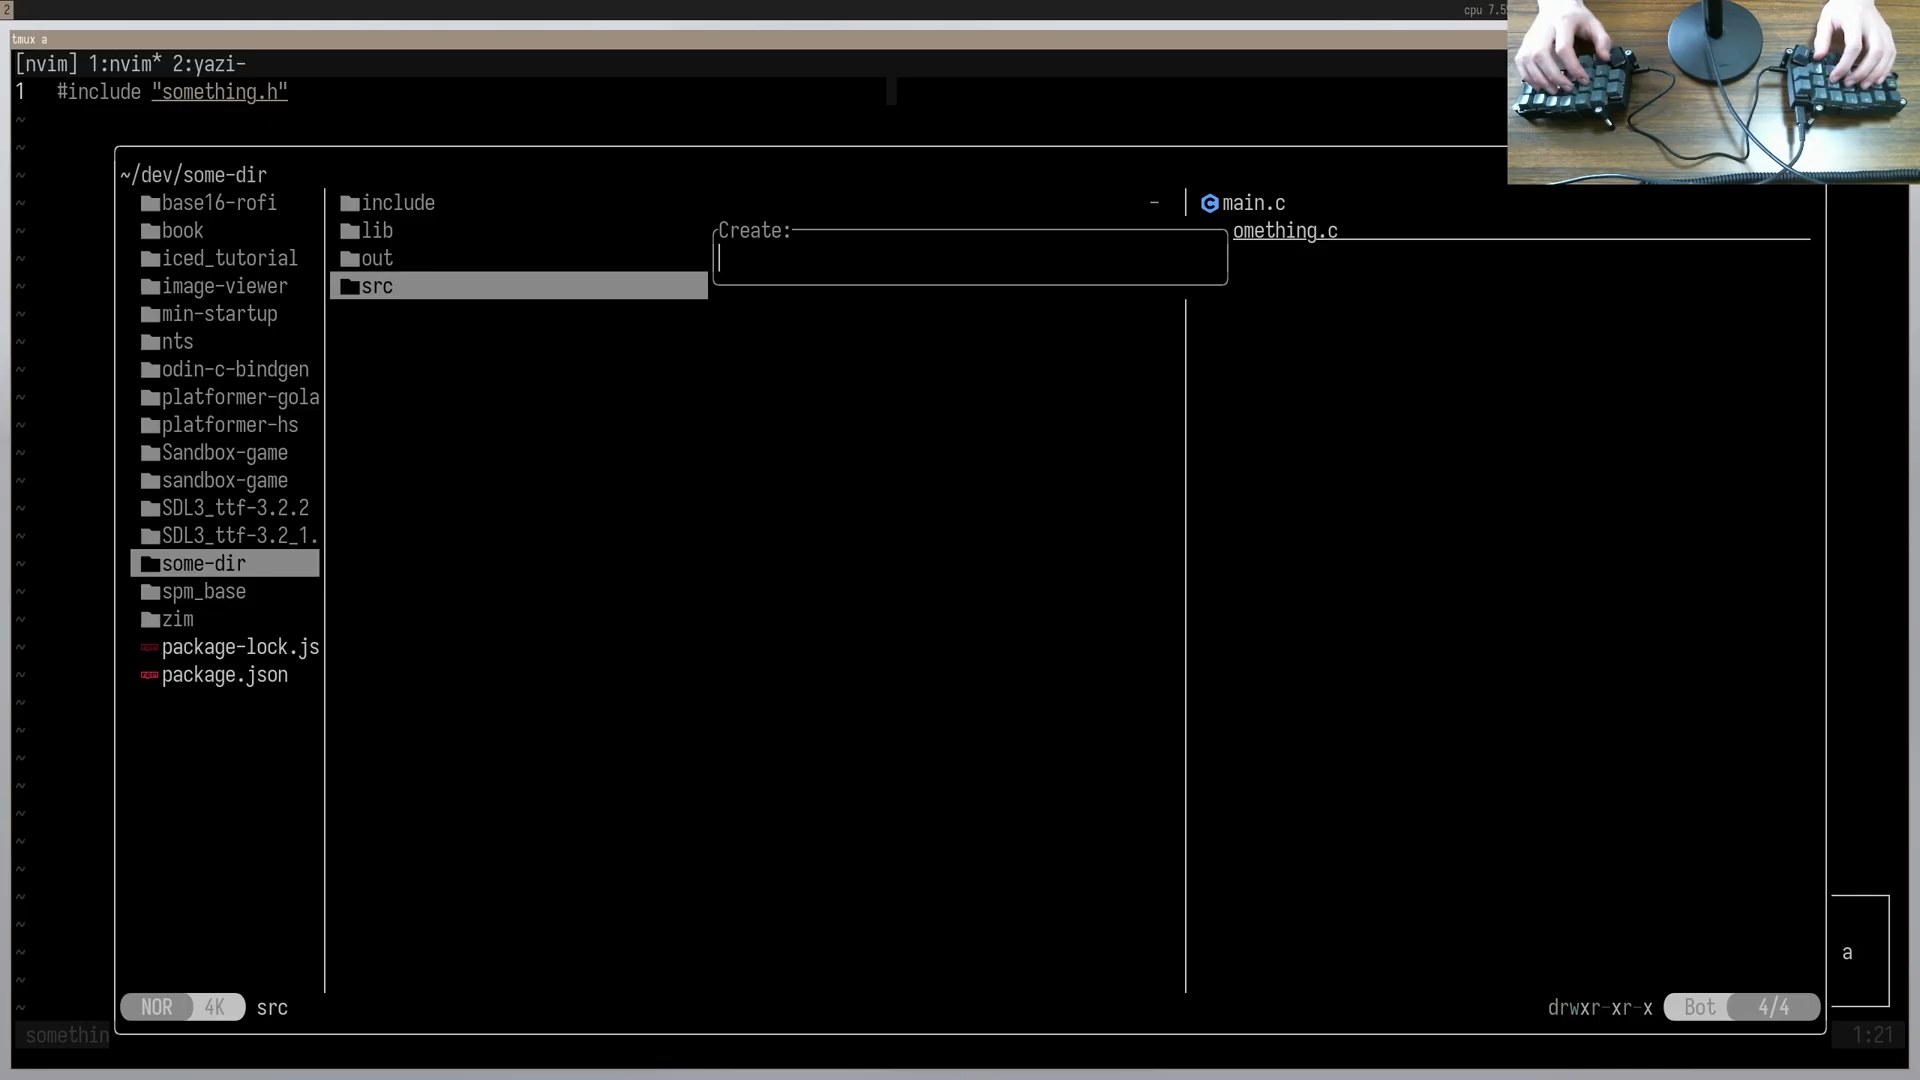 2
cpu 7.5
tmux a
[nvim] 1:nvim* 2:yazi-
1 #include "something.h"
~/dev/some-dir
base16-rofi
book
iced_tutorial
image-viewer
min-startup
nts
odin-c-bindgen
platformer-gola
platformer-hs
Sandbox-game
sandbox-game
SDL3_ttf-3.2.2
SDL3_ttf-3.2_1.
some-dir
spm_base
zim
package-lock.js
package.json
include -
lib
out
src
Create:
main.c
omething.c
a
NOR 4K src
drwxr-xr-x Bot 4/4
somethin
1:21